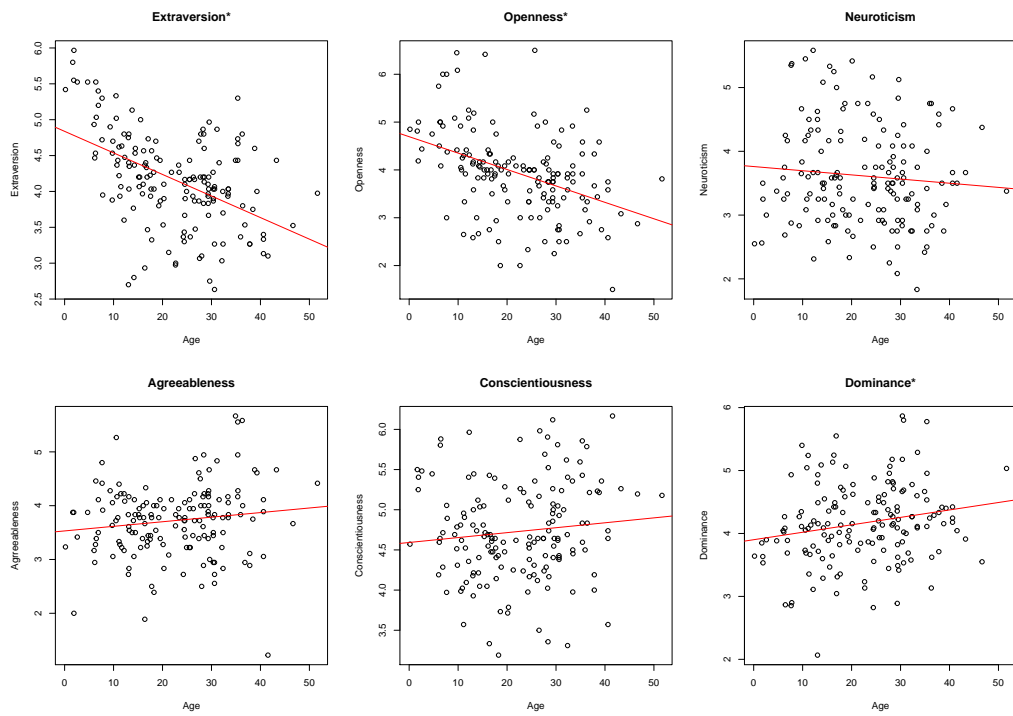 Extraversion*
Extraversion
2.5 3.0 3.5 4.0 4.5 5.0 5.5 6.0
0 10 20 30 40 50
Age
Openness*
Openness
2 3 4 5 6
0 10 20 30 40 50
Age
Neuroticism
Neuroticism
2 3 4 5
0 10 20 30 40 50
Age
Agreeableness
Agrreeableness
2 3 4 5
0 10 20 30 40 50
Age
Conscientiousness
Conscientiousness
3.5 4.0 4.5 5.0 5.5 6.0
0 10 20 30 40 50
Age
Dominance*
Dominance
2 3 4 5 6
0 10 20 30 40 50
Age